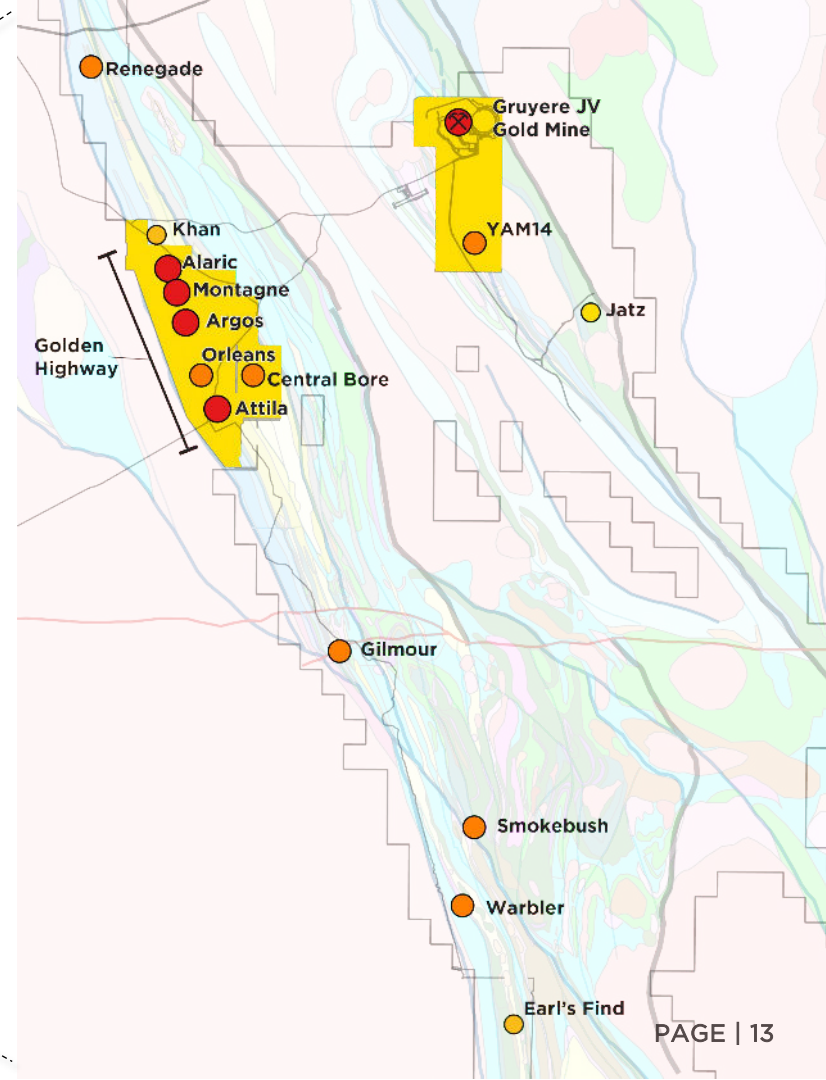 Renegade
Gruyere JV
Gold Mine
Khan
YAM14
Alaric
Montagne
Jatz
Argos
Golden
Highway
Orleans
Central Bore
Attila
Gilmour
Smokebush
Warbler
Earl's Find
PAGE | 13